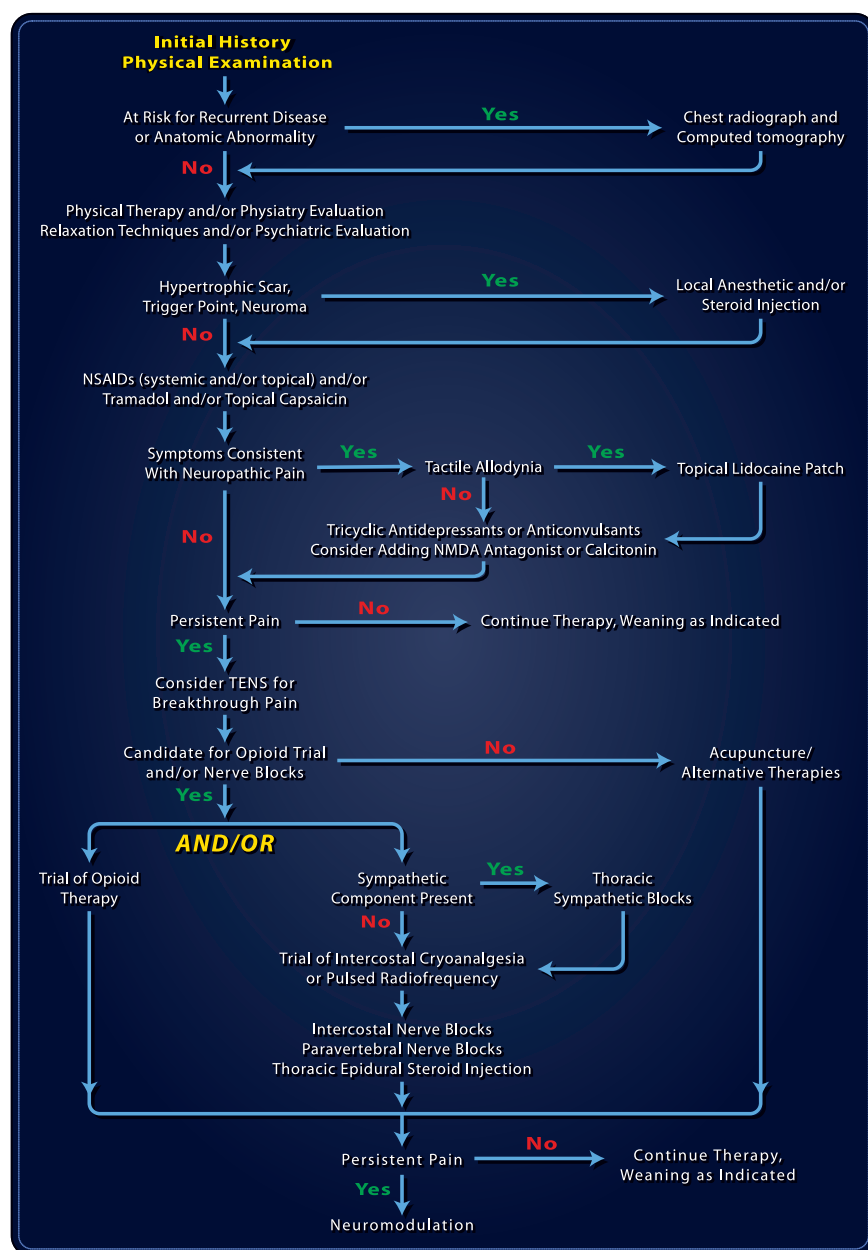 Initial History
Physical Examination
At Risk for Recurrent Disease
or Anatomic Abnormality
Yes
Chest radiograph and
Computed tomography
No
Physical Therapy and/or Physiatry Evaluation
Relaxation Techniques and/or Psychiatric Evaluation
Hypertrophic Scar,
Trigger Point, Neuroma
Yes
Local Anesthetic and/or
Steroid Injection
No
NSAIDs (systemic and/or topical) and/or
Tramadol and/or Topical Capsaicin
Symptoms Consistent
With Neuropathic Pain
Yes
Tactile Allodynia
Yes
Topical Lidocaine Patch
No
Tricyclic Antidepressants or Anticonvulsants
Consider Adding NMDA Antagonist or Calcitonin
No
Persistent Pain
No
Continue Therapy, Weaning as Indicated
Yes
Consider TENS for
Breakthrough Pain
Candidate for Opioid Trial
and/or Nerve Blocks
No
Acupuncture/
Alternative Therapies
Yes
AND/OR
Trial of Opioid
Therapy
Sympathetic
Component Present
Yes
Thoracic
Sympathetic Blocks
No
Trial of Intercostal Cryoanalgesia
or Pulsed Radiofrequency
Intercostal Nerve Blocks
Paravertebral Nerve Blocks
Thoracic Epidural Steroid Injection
Persistent Pain
No
Continue Therapy,
Weaning as Indicated
Yes
Neuromodulation